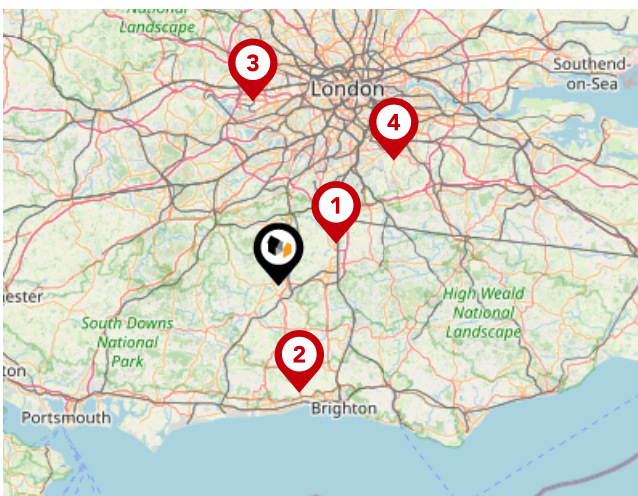 National
Landscape
3
London
Southend-
on-Sea
4
1
ester
High Weald
National
Landscape
South Downs
National
Park
2
ton
Brighton
Portsmouth